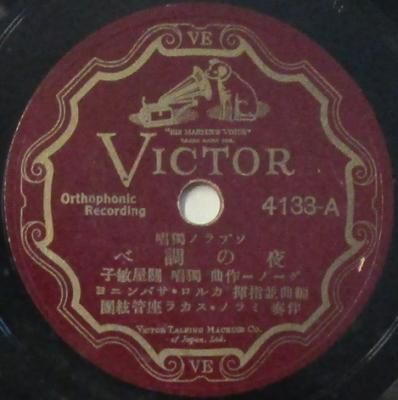 VE
"HIS MASTER'S VOICE"
VICTOR
Orthophonic
Recording
4133-A
唱獨ノラプソ
べ調の夜
子敏屋關 唱獨 曲作ーノーグ
ヨニンバサ・ロルカ 揮指並曲編
團絃管座ラカス・ノラミ 奏伴
VICTOR TALKING MACHINE CO.
of Japan, Ltd.
VE